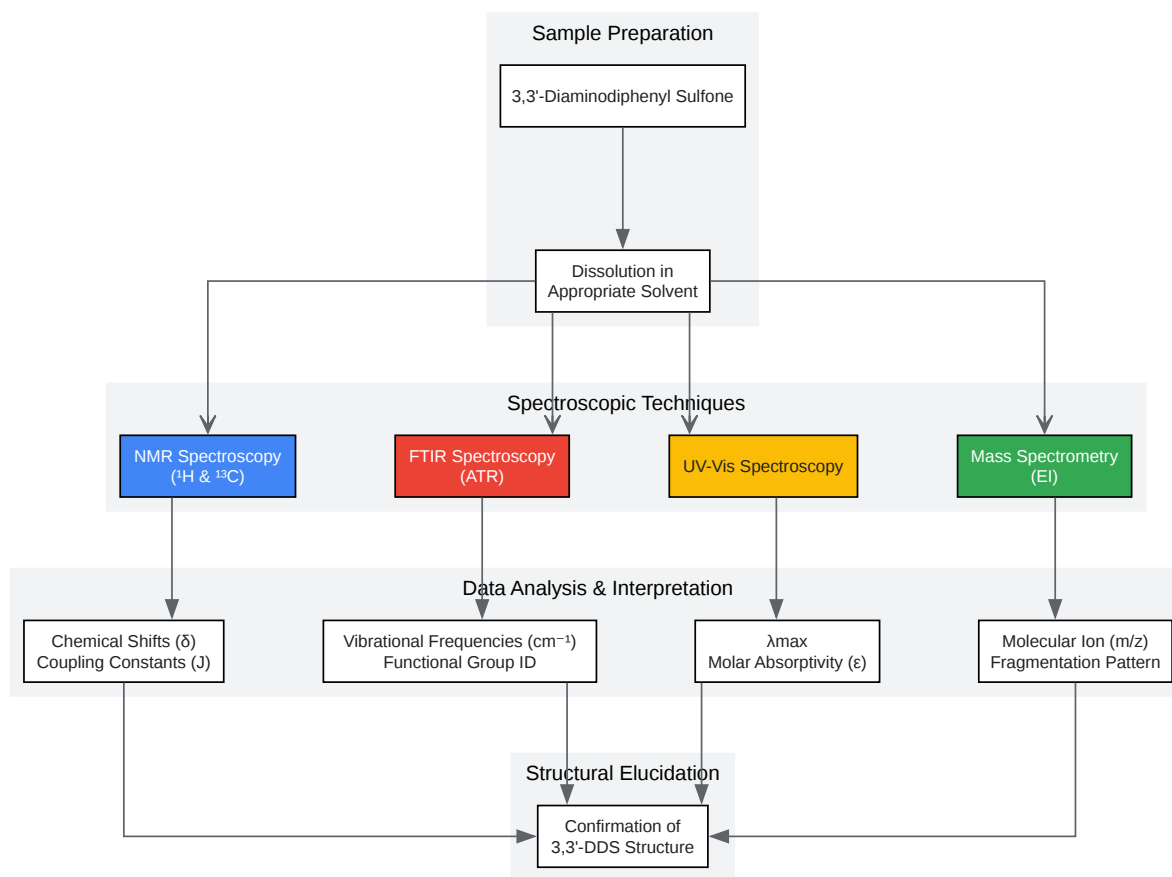 Sample Preparation
3,3'-Diaminodiphenyl Sulfone
Dissolution in
Appropriate Solvent
Spectroscopic Techniques
NMR Spectroscopy
(¹H & ¹³C)
FTIR Spectroscopy
(ATR)
UV-Vis Spectroscopy
Mass Spectrometry
(EI)
Data Analysis & Interpretation
Chemical Shifts (δ)
Coupling Constants (J)
Vibrational Frequencies (cm⁻¹)
Functional Group ID
λmax
Molar Absorptivity (ε)
Molecular Ion (m/z)
Fragmentation Pattern
Structural Elucidation
Confirmation of
3,3'-DDS Structure